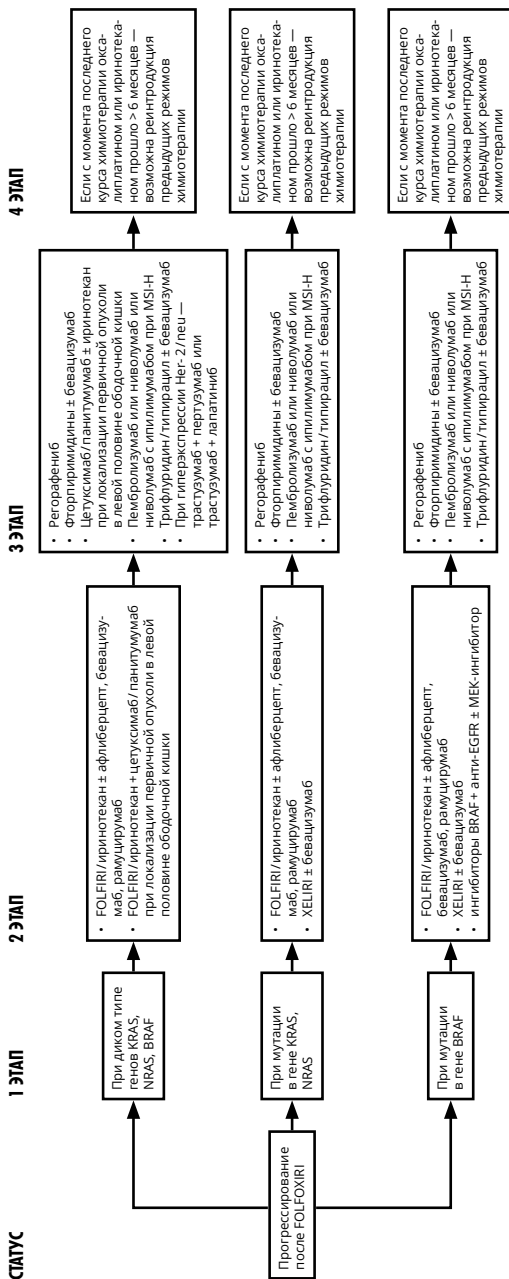 СТАТУС
1 ЭТАП
2 ЭТАП
3 ЭТАП
4 ЭТАП
Прогрессирование
после FOLFOXIRI
При диком типе
генов KRAS,
NRAS, BRAF
• FOLFIRI/иринотекан ± афлиберцепт, бевацизу-
маб, рамуцирумаб
• FOLFIRI/иринотекан + цетуксимаб/панитумумаб
при локализации первичной опухоли в левой
половине ободочной кишки
• Регорафениб
• Фторпиримидины ± бевацизумаб
• Цетуксимаб/панитумумаб ± иринотекан
при локализации первичной опухоли
в левой половине ободочной кишки
• Пембролизумаб или ниволумаб или
ниволумаб с ипилимумабом при MSI-H
• Трифлуридин/типирацил ± бевацизумаб
• При гиперэкспрессии Her-2/neu —
трастузумаб + пертузумаб или
трастузумаб + лапатиниб
Если с момента последнего
курса химиотерапии окса-
липлатином или иринотека-
ном прошло > 6 месяцев —
возможна реинтродукция
предыдущих режимов
химиотерапии
При мутации
в гене KRAS,
NRAS
• FOLFIRI/иринотекан ± афлиберцепт, бевацизу-
маб, рамуцирумаб
• XELIRI ± бевацизумаб
• Регорафениб
• Фторпиримидины ± бевацизумаб
• Пембролизумаб или ниволумаб или
ниволумаб с ипилимумабом при MSI-H
• Трифлуридин/типирацил ± бевацизумаб
Если с момента последнего
курса химиотерапии окса-
липлатином или иринотека-
ном прошло > 6 месяцев —
возможна реинтродукция
предыдущих режимов
химиотерапии
При мутации
в гене BRAF
• FOLFIRI/иринотекан ± афлиберцепт,
бевацизумаб, рамуцирумаб
• XELIRI ± бевацизумаб
• ингибиторы BRAF + анти-EGFR ± MEK-ингибитор
• Регорафениб
• Фторпиримидины ± бевацизумаб
• Пембролизумаб или ниволумаб или
ниволумаб с ипилимумабом при MSI-H
• Трифлуридин/типирацил ± бевацизумаб
Если с момента последнего
курса химиотерапии окса-
липлатином или иринотека-
ном прошло > 6 месяцев —
возможна реинтродукция
предыдущих режимов
химиотерапии